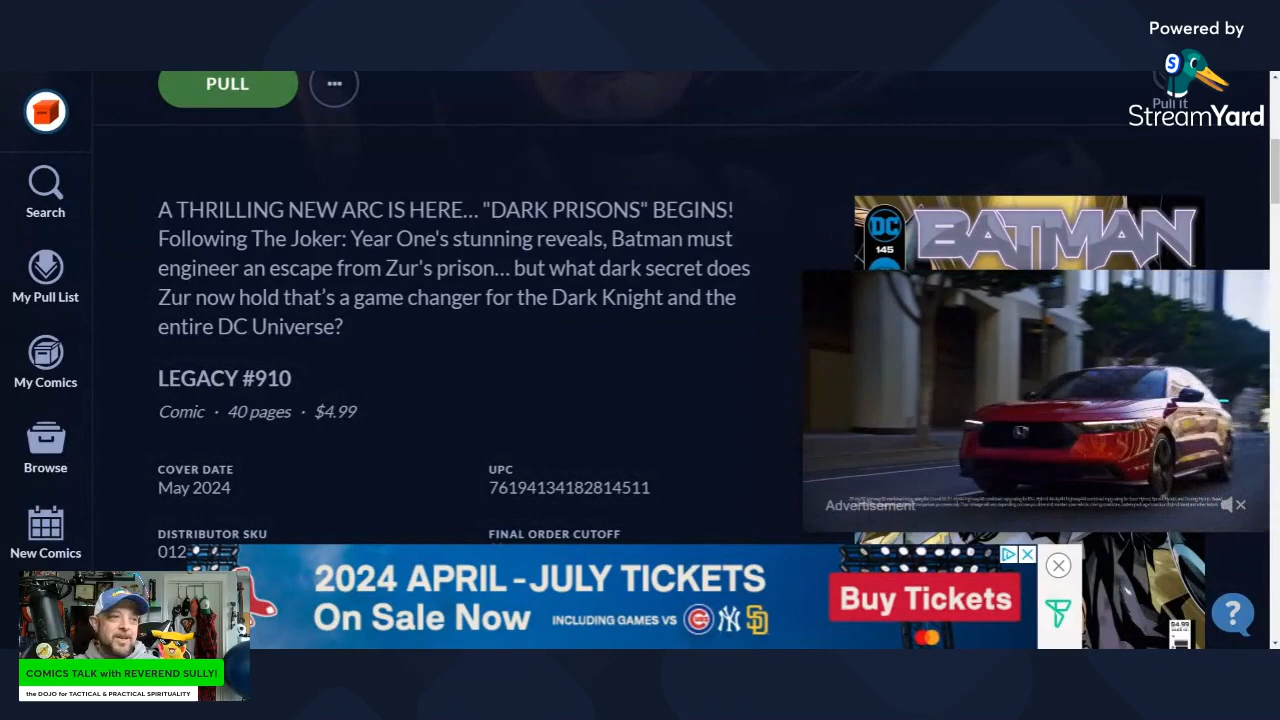 Powered by
StreamYard
Pull It
PULL
Search
My Pull List
My Comics
Browse
New Comics
A THRILLING NEW ARC IS HERE... "DARK PRISONS" BEGINS!
Following The Joker: Year One's stunning reveals, Batman must
engineer an escape from Zur's prison... but what dark secret does
Zur now hold that’s a game changer for the Dark Knight and the
entire DC Universe?
LEGACY #910
Comic · 40 pages · $4.99
COVER DATE
May 2024
UPC
76194134182814511
DISTRIBUTOR SKU
012
FINAL ORDER CUTOFF
DC
145
BATMAN
Advertisement
2024 APRIL - JULY TICKETS
On Sale Now
INCLUDING GAMES VS
Buy Tickets
$4.99
COMICS TALK with REVEREND SULLY!
the DOJO for TACTICAL & PRACTICAL SPIRITUALITY